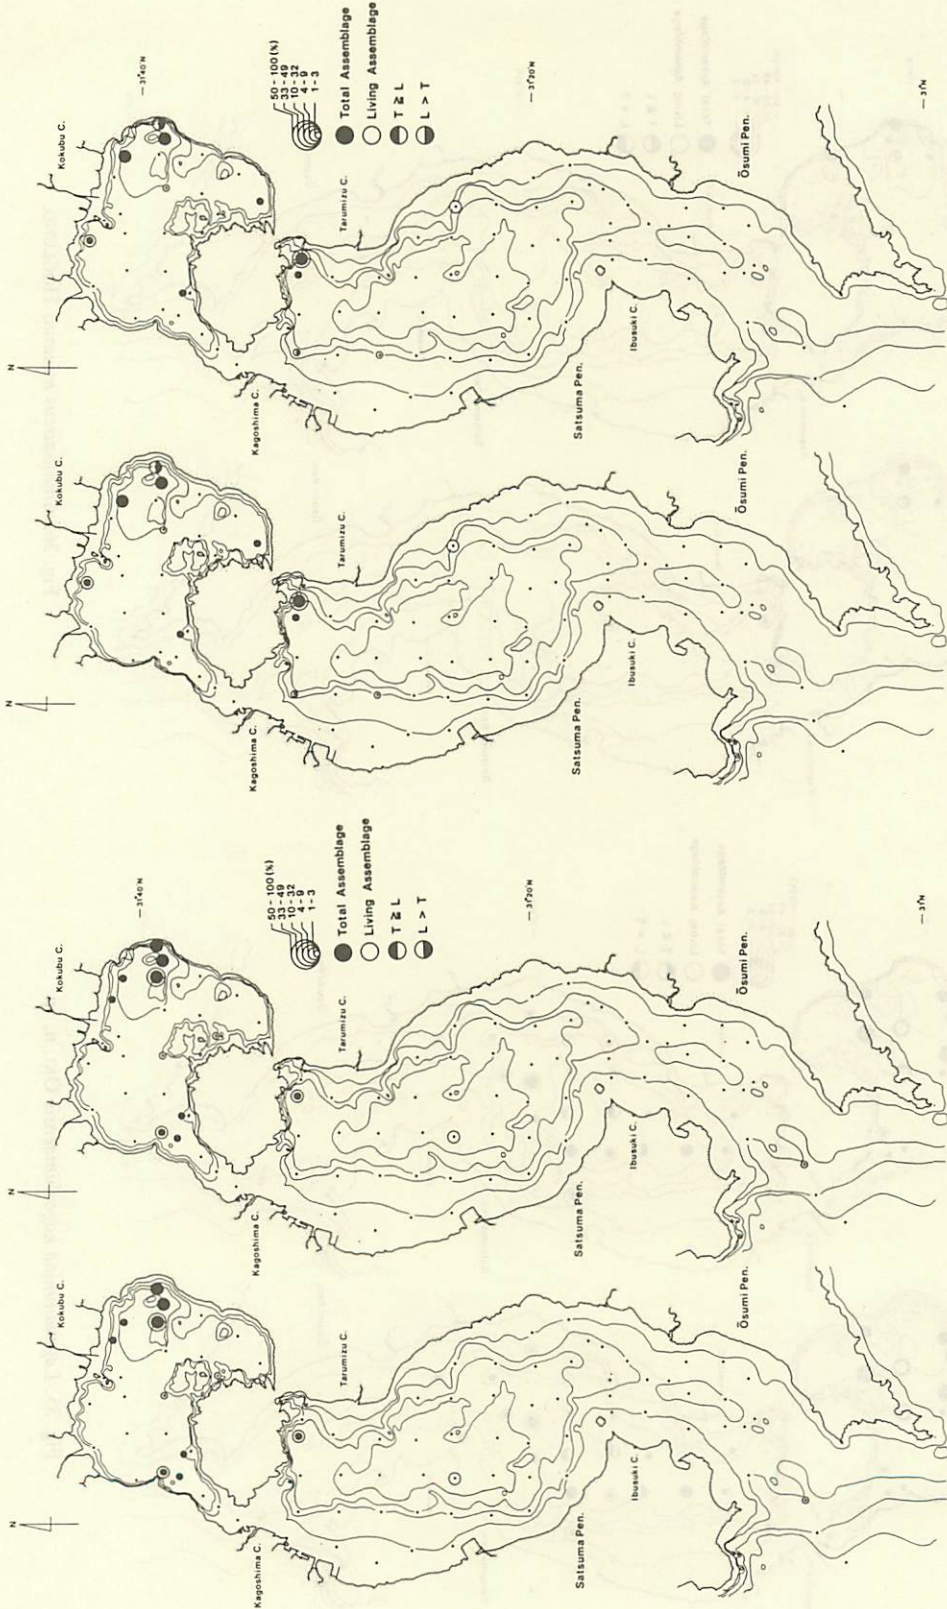 N
Kokubu C.
Kagoshima C.
Tarumizu C.
Satsuma Pen.
Ibusuki C.
Ōsumi Pen.
N
Kokubu C.
— 31°40'N
Kagoshima C.
Tarumizu C.
50-100(%)
33-49
10-32
4-9
1-3
Total Assemblage
Living Assemblage
T ≧ L
L > T
— 31°20'N
Satsuma Pen.
Ibusuki C.
Ōsumi Pen.
— 31°N
N
Kokubu C.
Kagoshima C.
Tarumizu C.
Satsuma Pen.
Ibusuki C.
Ōsumi Pen.
N
Kokubu C.
— 31°40'N
Kagoshima C.
Tarumizu C.
50-100(%)
33-49
10-32
4-9
1-3
Total Assemblage
Living Assemblage
T ≧ L
L > T
— 31°20'N
Satsuma Pen.
Ibusuki C.
Ōsumi Pen.
— 31°N